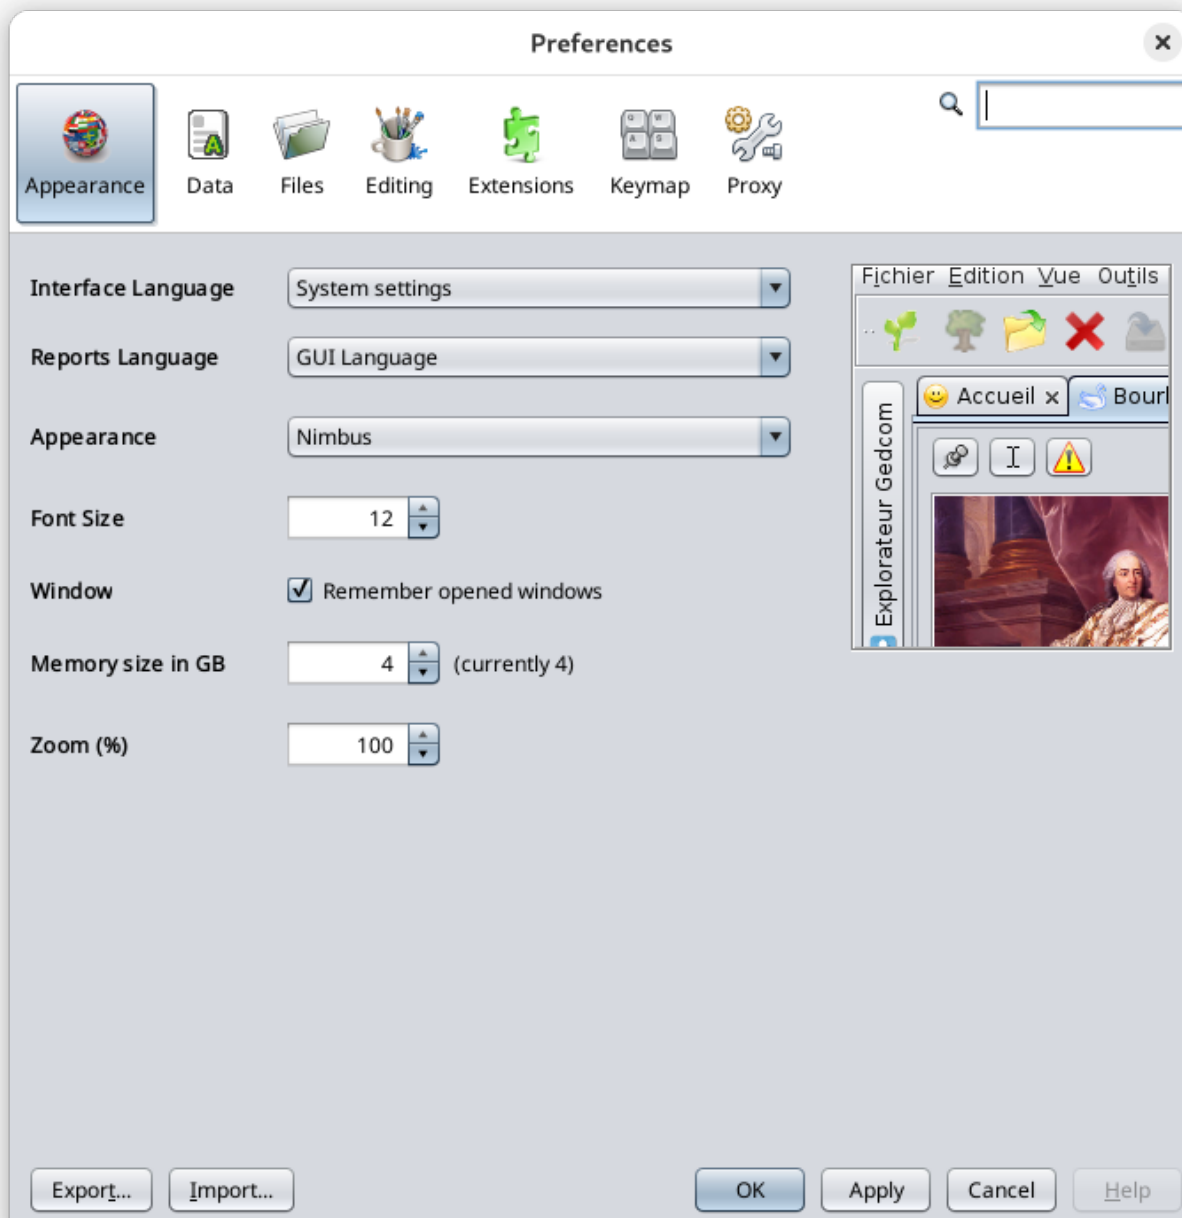 Preferences
Appearance
Data
Files
Editing
Extensions
Keymap
Proxy
Interface Language
System settings
Reports Language
GUI Language
Appearance
Nimbus
Font Size
12
Window
Remember opened windows
Memory size in GB
4
(currently 4)
Zoom (%)
100
Fichier Edition Vue Outils
Accueil
Bour
Explorateur Gedcom
Export...
Import...
OK
Apply
Cancel
Help